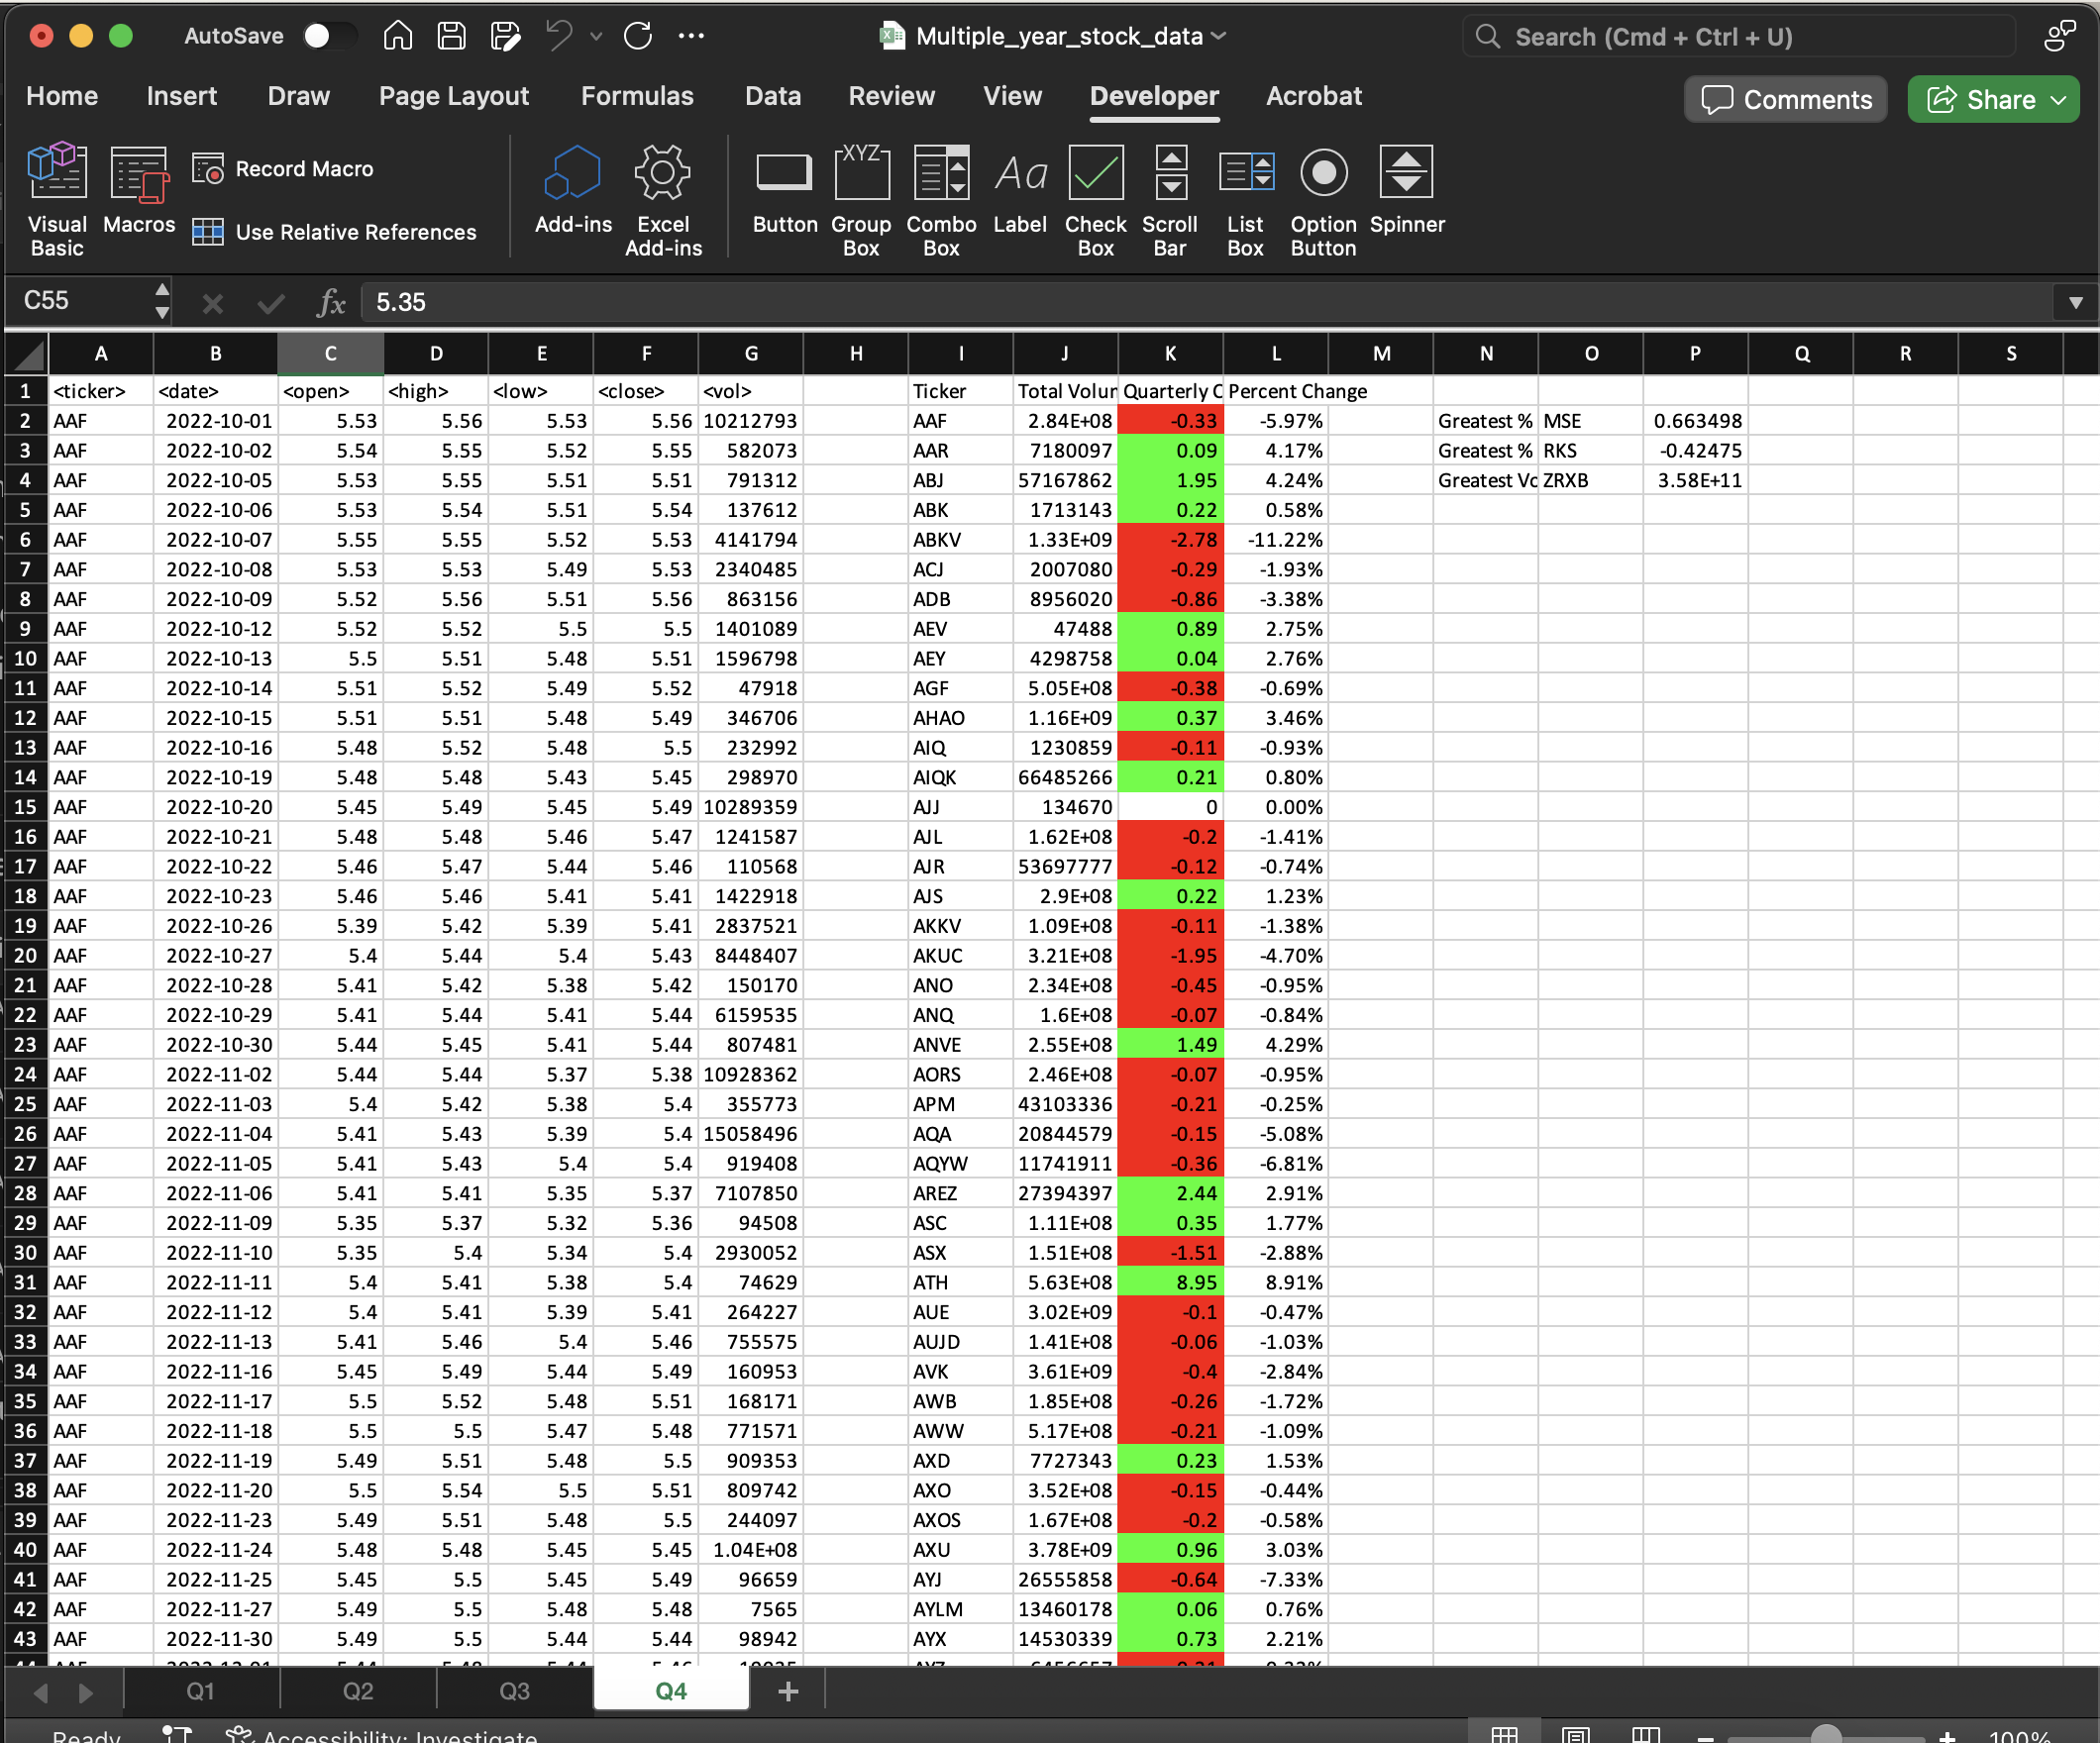 AutoSave
Multiple_year_stock_data
Search (Cmd + Ctrl + U)
Home Insert Draw Page Layout Formulas Data Review View Developer Acrobat
Comments Share
Visual Basic
Macros
Record Macro
Use Relative References
Add-ins
Excel Add-ins
XYZ
Aa
Button
Group Box
Combo Box
Label
Check Box
Scroll Bar
List Box
Option Button
Spinner
C55 fx 5.35
A B C D E F G H I J K L M N O P Q R S
1 <ticker> <date> <open> <high> <low> <close> <vol> Ticker Total Volum Quarterly C Percent Change
2 AAF 2022-10-01 5.53 5.56 5.53 5.56 10212793 AAF 2.84E+08 -0.33 -5.97% Greatest % MSE 0.663498
3 AAF 2022-10-02 5.54 5.55 5.52 5.55 582073 AAR 7180097 0.09 4.17% Greatest % RKS -0.42475
4 AAF 2022-10-05 5.53 5.55 5.51 5.51 791312 ABJ 57167862 1.95 4.24% Greatest Vo ZRXB 3.58E+11
5 AAF 2022-10-06 5.53 5.54 5.51 5.54 137612 ABK 1713143 0.22 0.58%
6 AAF 2022-10-07 5.55 5.55 5.52 5.53 4141794 ABKV 1.33E+09 -2.78 -11.22%
7 AAF 2022-10-08 5.53 5.53 5.49 5.53 2340485 ACJ 2007080 -0.29 -1.93%
8 AAF 2022-10-09 5.52 5.56 5.51 5.56 863156 ADB 8956020 -0.86 -3.38%
9 AAF 2022-10-12 5.52 5.52 5.5 5.5 1401089 AEV 47488 0.89 2.75%
10 AAF 2022-10-13 5.5 5.51 5.48 5.51 1596798 AEY 4298758 0.04 2.76%
11 AAF 2022-10-14 5.51 5.52 5.49 5.52 47918 AGF 5.05E+08 -0.38 -0.69%
12 AAF 2022-10-15 5.51 5.51 5.48 5.49 346706 AHAO 1.16E+09 0.37 3.46%
13 AAF 2022-10-16 5.48 5.52 5.48 5.5 232992 AIQ 1230859 -0.11 -0.93%
14 AAF 2022-10-19 5.48 5.48 5.43 5.45 298970 AIQK 66485266 0.21 0.80%
15 AAF 2022-10-20 5.45 5.49 5.45 5.49 10289359 AJJ 134670 0 0.00%
16 AAF 2022-10-21 5.48 5.48 5.46 5.47 1241587 AJL 1.62E+08 -0.2 -1.41%
17 AAF 2022-10-22 5.46 5.47 5.44 5.46 110568 AJR 53697777 -0.12 -0.74%
18 AAF 2022-10-23 5.46 5.46 5.41 5.41 1422918 AJS 2.9E+08 0.22 1.23%
19 AAF 2022-10-26 5.39 5.42 5.39 5.41 2837521 AKKV 1.09E+08 -0.11 -1.38%
20 AAF 2022-10-27 5.4 5.44 5.4 5.43 8448407 AKUC 3.21E+08 -1.95 -4.70%
21 AAF 2022-10-28 5.41 5.42 5.38 5.42 150170 ANO 2.34E+08 -0.45 -0.95%
22 AAF 2022-10-29 5.41 5.44 5.41 5.44 6159535 ANQ 1.6E+08 -0.07 -0.84%
23 AAF 2022-10-30 5.44 5.45 5.41 5.44 807481 ANVE 2.55E+08 1.49 4.29%
24 AAF 2022-11-02 5.44 5.44 5.37 5.38 10928362 AORS 2.46E+08 -0.07 -0.95%
25 AAF 2022-11-03 5.4 5.42 5.38 5.4 355773 APM 43103336 -0.21 -0.25%
26 AAF 2022-11-04 5.41 5.43 5.39 5.4 15058496 AQA 20844579 -0.15 -5.08%
27 AAF 2022-11-05 5.41 5.43 5.4 5.4 919408 AQYW 11741911 -0.36 -6.81%
28 AAF 2022-11-06 5.41 5.41 5.35 5.37 7107850 AREZ 27394397 2.44 2.91%
29 AAF 2022-11-09 5.35 5.37 5.32 5.36 94508 ASC 1.11E+08 0.35 1.77%
30 AAF 2022-11-10 5.35 5.4 5.34 5.4 2930052 ASX 1.51E+08 -1.51 -2.88%
31 AAF 2022-11-11 5.4 5.41 5.38 5.4 74629 ATH 5.63E+08 8.95 8.91%
32 AAF 2022-11-12 5.4 5.41 5.39 5.41 264227 AUE 3.02E+09 -0.1 -0.47%
33 AAF 2022-11-13 5.41 5.46 5.4 5.46 755575 AUJD 1.41E+08 -0.06 -1.03%
34 AAF 2022-11-16 5.45 5.49 5.44 5.49 160953 AVK 3.61E+09 -0.4 -2.84%
35 AAF 2022-11-17 5.5 5.52 5.48 5.51 168171 AWB 1.85E+08 -0.26 -1.72%
36 AAF 2022-11-18 5.5 5.5 5.47 5.48 771571 AWW 5.17E+08 -0.21 -1.09%
37 AAF 2022-11-19 5.49 5.51 5.48 5.5 909353 AXD 7727343 0.23 1.53%
38 AAF 2022-11-20 5.5 5.54 5.5 5.51 809742 AXO 3.52E+08 -0.15 -0.44%
39 AAF 2022-11-23 5.49 5.51 5.48 5.5 244097 AXOS 1.67E+08 -0.2 -0.58%
40 AAF 2022-11-24 5.48 5.48 5.45 5.45 1.04E+08 AXU 3.78E+09 0.96 3.03%
41 AAF 2022-11-25 5.45 5.5 5.45 5.49 96659 AYJ 26555858 -0.64 -7.33%
42 AAF 2022-11-27 5.49 5.5 5.48 5.48 7565 AYLM 13460178 0.06 0.76%
43 AAF 2022-11-30 5.49 5.5 5.44 5.44 98942 AYX 14530339 0.73 2.21%
Q1 Q2 Q3 Q4 +
Ready Accessibility: Investigate 100%